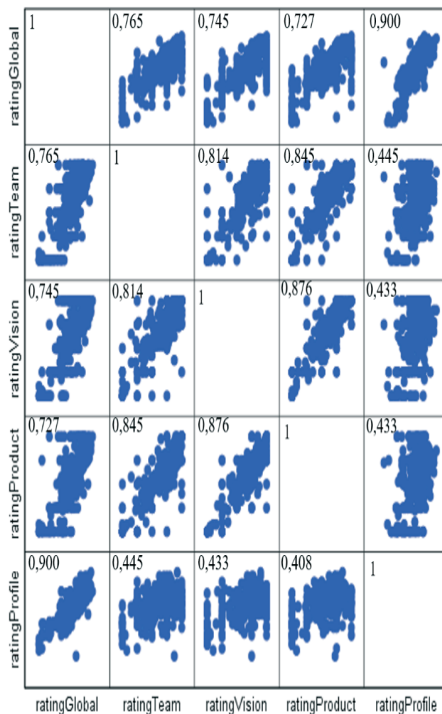 1 0,765 0,745 0,727 0,900
ratingGlobal
0,765 1 0,814 0,845 0,445
ratingTeam
0,745 0,814 1 0,876 0,433
ratingVision
0,727 0,845 0,876 1 0,433
ratingProduct
0,900 0,445 0,433 0,408 1
ratingProfile
ratingGlobal ratingTeam ratingVision ratingProduct ratingProfile